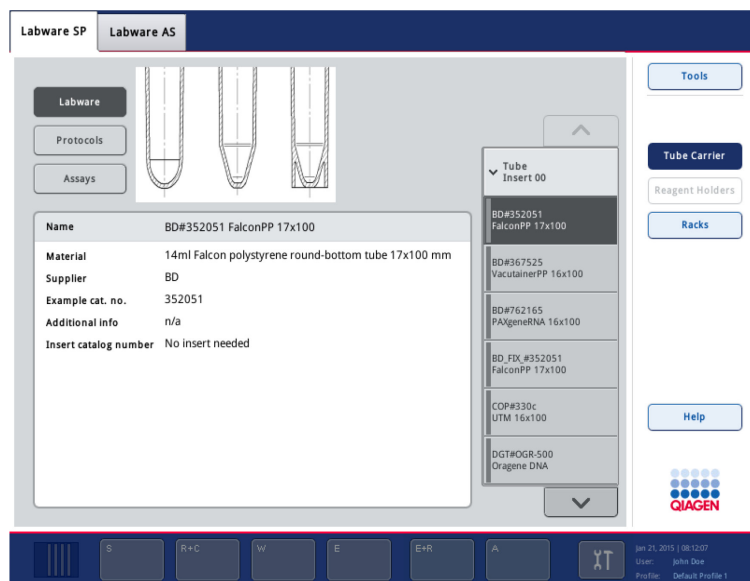 Labware SP
Labware AS
Tools
Labware
Protocols
Assays
Tube
Insert 00
Tube Carrier
Reagent Holders
Racks
Name BD#352051 FalconPP 17x100
Material 14ml Falcon polystyrene round-bottom tube 17x100 mm
Supplier BD
Example cat. no. 352051
Additional info n/a
Insert catalog number No insert needed
BD#352051
FalconPP 17x100
BD#367525
VacutainerPP 16x100
BD#762165
PAXgeneRNA 16x100
BD_FIX_#352051
FalconPP 17x100
COP#330c
UTM 16x100
DGT#OGR-500
Oragene DNA
Help
QIAGEN
S
R+C
W
E
E+R
A
Jan 21, 2015 | 08:12:07
User: John Doe
Profile: Default Profile 1